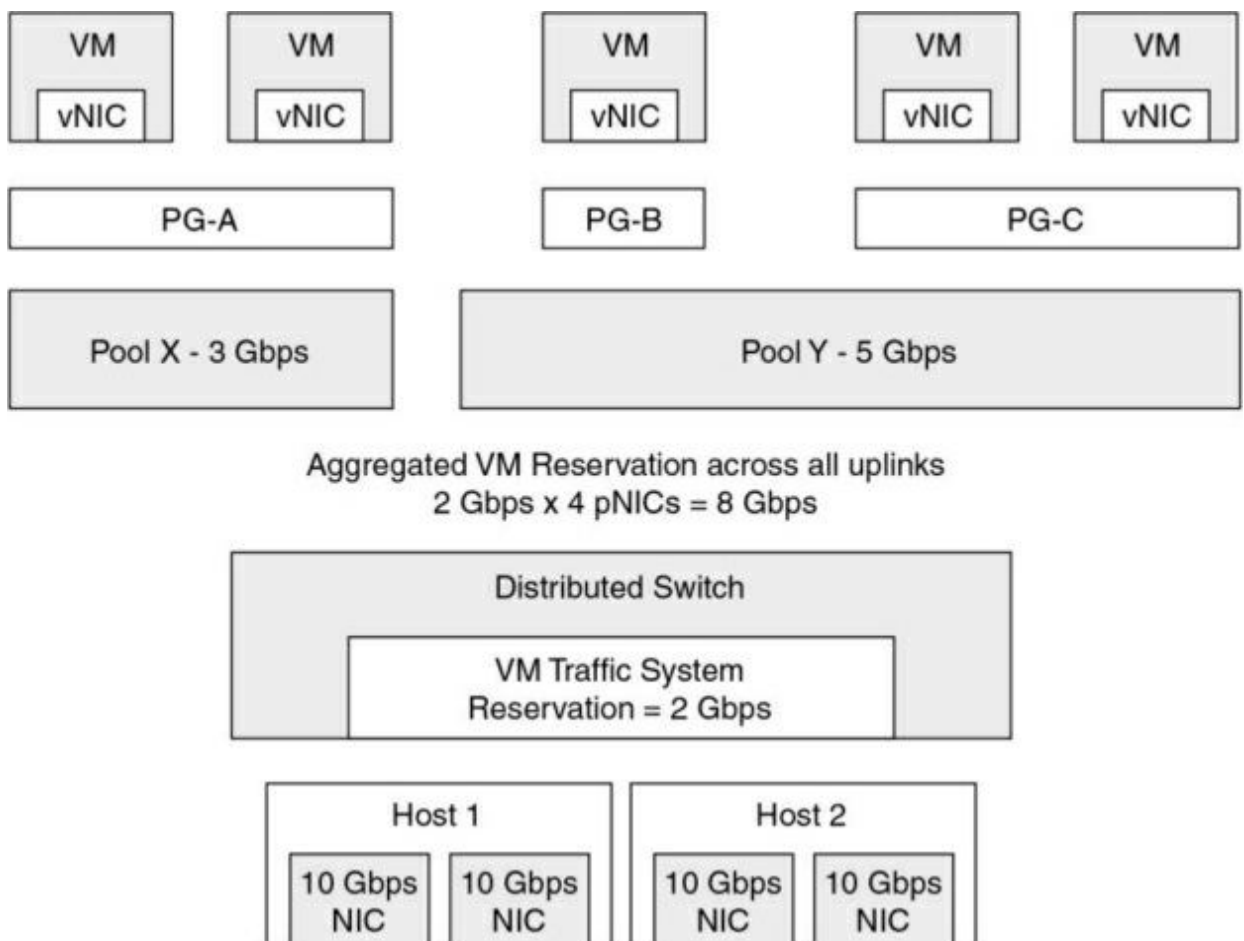 VM
vNIC
VM
vNIC
VM
vNIC
VM
vNIC
VM
vNIC
PG-A
PG-B
PG-C
Pool X - 3 Gbps
Pool Y - 5 Gbps
Aggregated VM Reservation across all uplinks
2 Gbps x 4 pNICs = 8 Gbps
Distributed Switch
VM Traffic System
Reservation = 2 Gbps
Host 1
10 Gbps
NIC
10 Gbps
NIC
Host 2
10 Gbps
NIC
10 Gbps
NIC